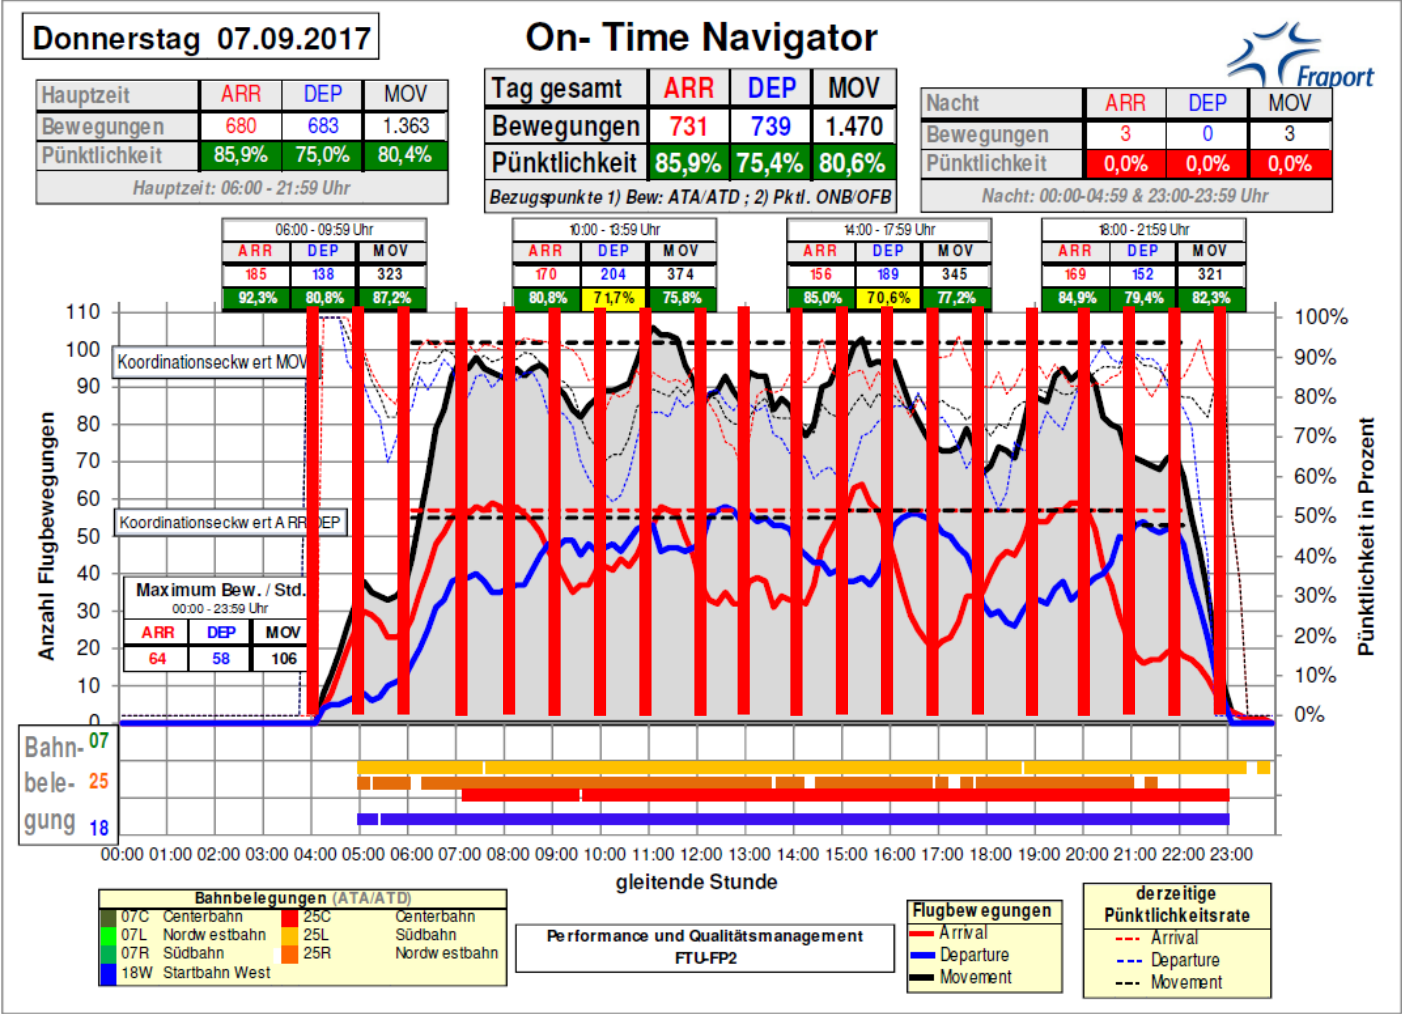 Donnerstag 07.09.2017
On- Time Navigator
Fraport
Hauptzeit ARR DEP MOV
Bewegungen 680 683 1.363
Pünktlichkeit 85,9% 75,0% 80,4%
Hauptzeit: 06:00 - 21:59 Uhr
Tag gesamt ARR DEP MOV
Bewegungen 731 739 1.470
Pünktlichkeit 85,9% 75,4% 80,6%
Bezugspunkte 1) Bew: ATA/ATD ; 2) Pktl. ONB/OFB
Nacht ARR DEP MOV
Bewegungen 3 0 3
Pünktlichkeit 0,0% 0,0% 0,0%
Nacht: 00:00-04:59 & 23:00-23:59 Uhr
06:00 - 09:59 Uhr
ARR DEP MOV
185 138 323
92,3% 80,8% 87,2%
10:00 - 13:59 Uhr
ARR DEP MOV
170 204 374
80,8% 71,7% 75,8%
14:00 - 17:59 Uhr
ARR DEP MOV
156 189 345
85,0% 70,6% 77,2%
18:00 - 21:59 Uhr
ARR DEP MOV
169 152 321
84,9% 79,4% 82,3%
Anzahl Flugbewegungen
110
100
90
80
70
60
50
40
30
20
10
0
Koordinationseckwert MOV
Koordinationseckwert ARR DEP
Maximum Bew. / Std.
00:00 - 23:59 Uhr
ARR DEP MOV
64 58 106
100%
90%
80%
70%
60%
50%
40%
30%
20%
10%
0%
Pünktlichkeit in Prozent
Bahn- 07
bele- 25
gung 18
00:00 01:00 02:00 03:00 04:00 05:00 06:00 07:00 08:00 09:00 10:00 11:00 12:00 13:00 14:00 15:00 16:00 17:00 18:00 19:00 20:00 21:00 22:00 23:00
gleitende Stunde
Bahnbelegungen (ATA/ATD)
07C Centerbahn 25C Centerbahn
07L Nordwestbahn 25L Südbahn
07R Südbahn 25R Nordwestbahn
18W Startbahn West
Performance und Qualitätsmanagement
FTU-FP2
Flugbewegungen
Arrival
Departure
Movement
derzeitige
Pünktlichkeitsrate
Arrival
Departure
Movement